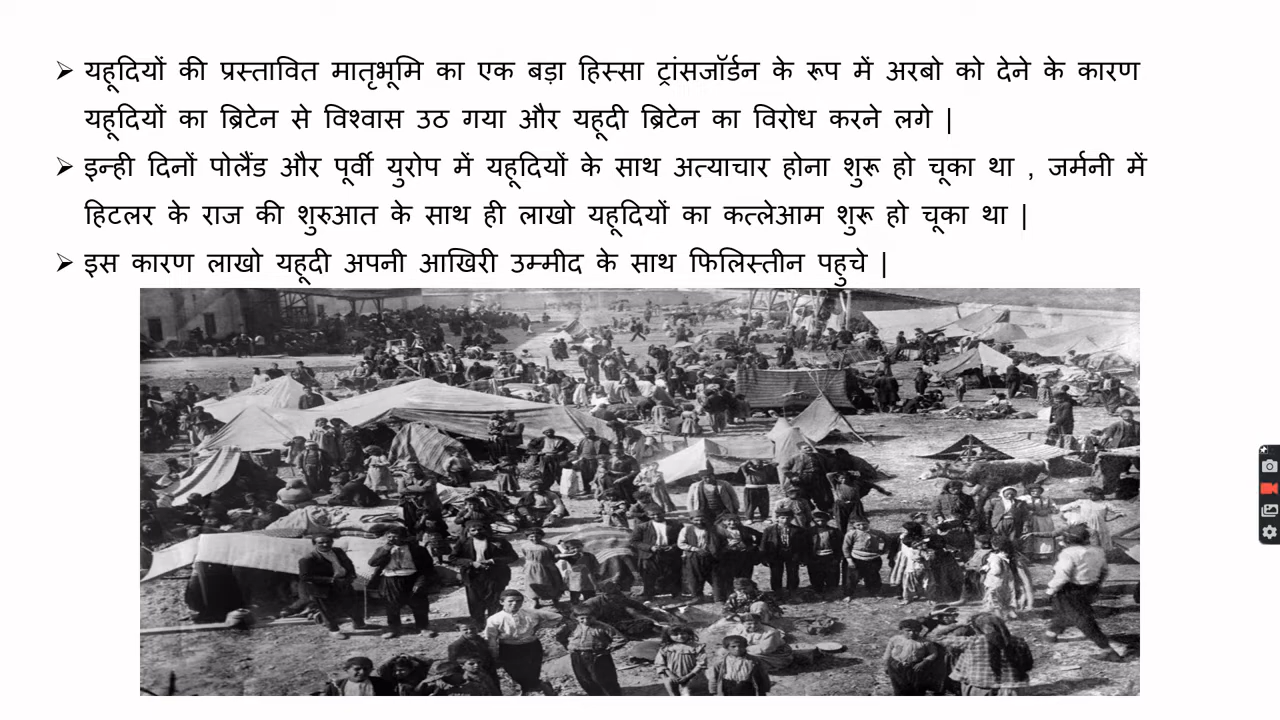 ➢ यहूदियों की प्रस्तावित मातृभूमि का एक बड़ा हिस्सा ट्रांसजॉर्डन के रूप में अरबो को देने के कारण
यहूदियों का ब्रिटेन से विश्वास उठ गया और यहूदी ब्रिटेन का विरोध करने लगे |
➢ इन्ही दिनों पोलैंड और पूर्वी युरोप में यहूदियों के साथ अत्याचार होना शुरू हो चूका था , जर्मनी में
हिटलर के राज की शुरुआत के साथ ही लाखो यहूदियों का कत्लेआम शुरू हो चूका था |
➢ इस कारण लाखो यहूदी अपनी आखिरी उम्मीद के साथ फिलिस्तीन पहुचे |